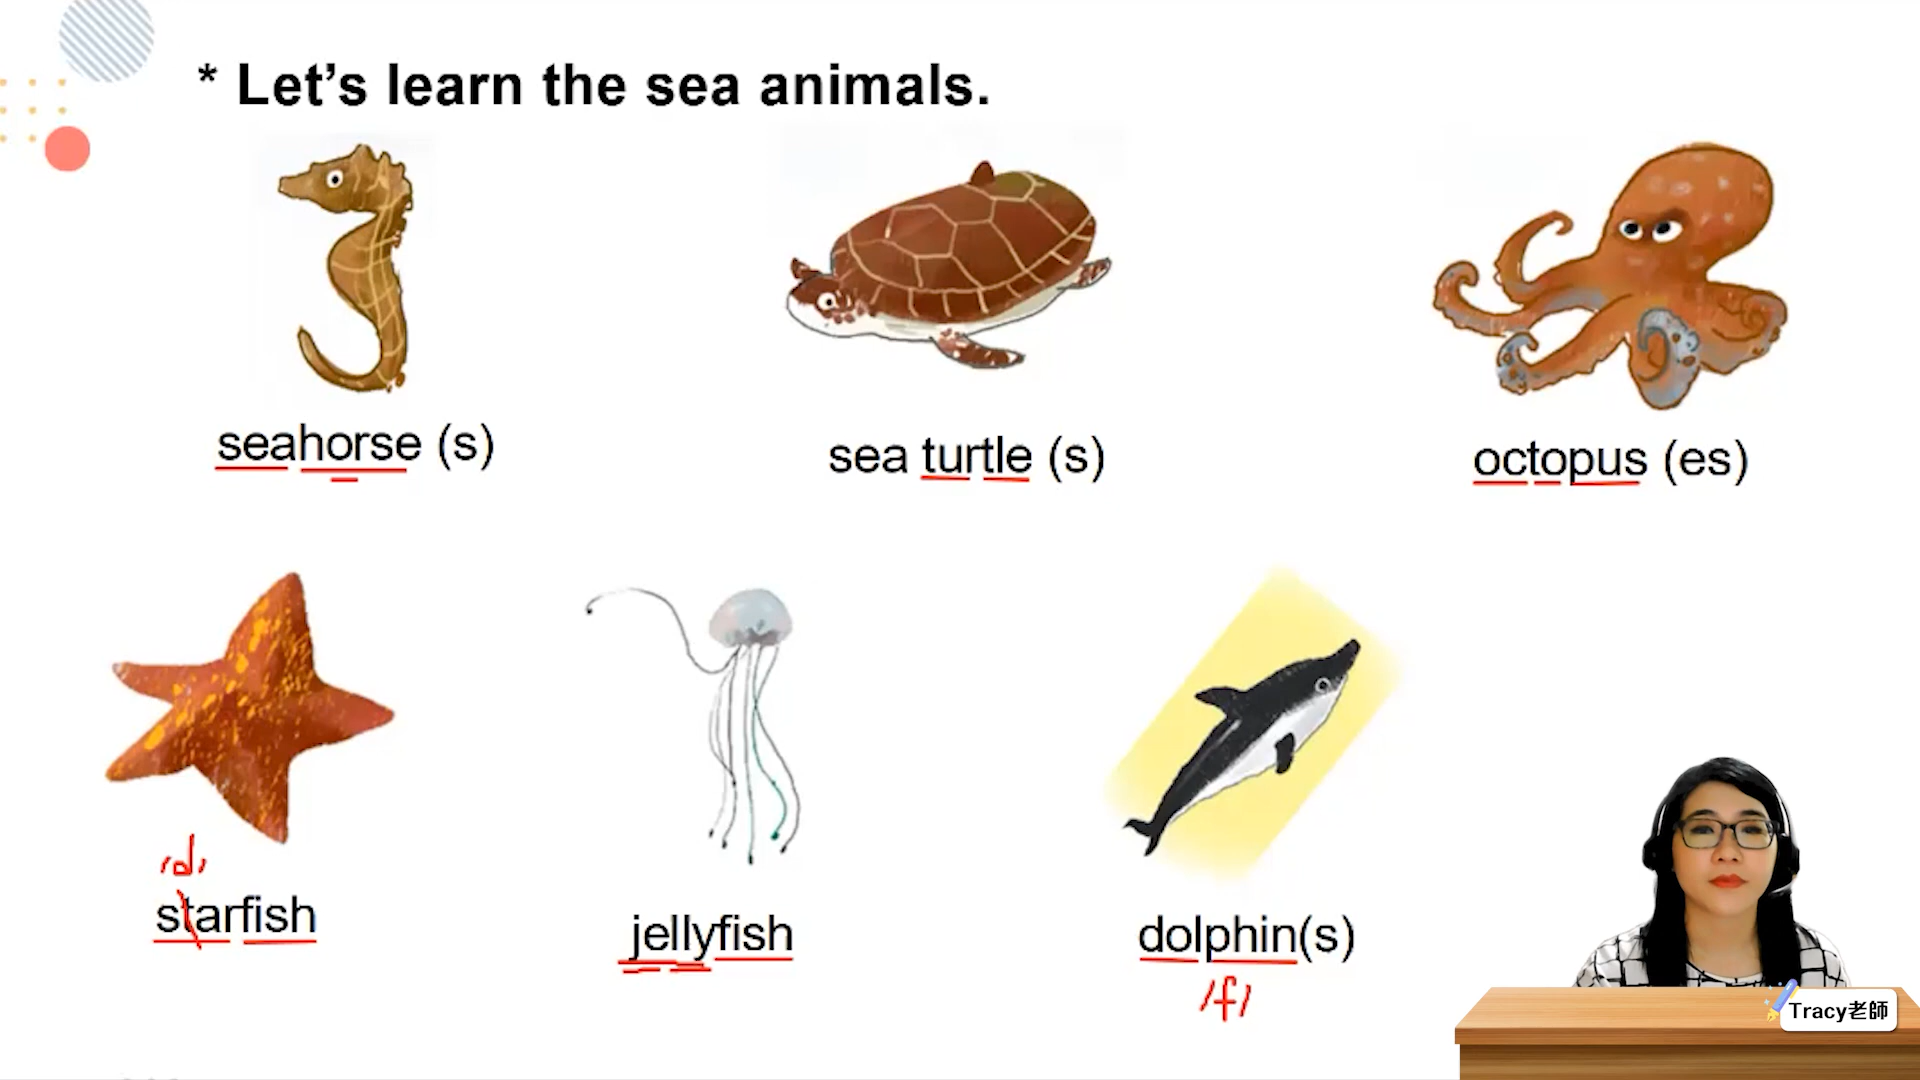 * Let's learn the sea animals.
seahorse (s)
sea turtle (s)
octopus (es)
/d/
starfish
jellyfish
dolphin(s)
/f/
Tracy老師